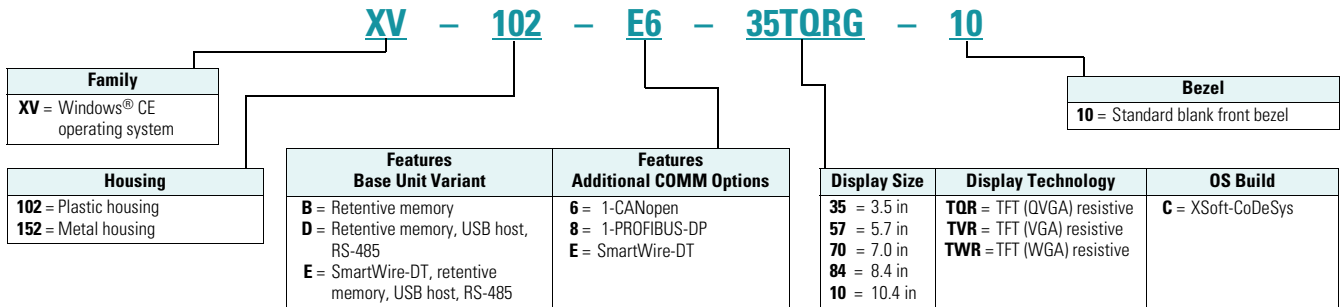 XV – 102 – E6 – 35TQRG – 10
Family
XV = Windows® CE
operating system
Bezel
10 = Standard blank front bezel
Housing
102 = Plastic housing
152 = Metal housing
Features
Base Unit Variant
B = Retentive memory
D = Retentive memory, USB host,
RS-485
E = SmartWire-DT, retentive
memory, USB host, RS-485
Features
Additional COMM Options
6 = 1-CANopen
8 = 1-PROFIBUS-DP
E = SmartWire-DT
Display Size
35 = 3.5 in
57 = 5.7 in
70 = 7.0 in
84 = 8.4 in
10 = 10.4 in
Display Technology
TQR = TFT (QVGA) resistive
TVR = TFT (VGA) resistive
TWR = TFT (WGA) resistive
OS Build
C = XSoft-CoDeSys